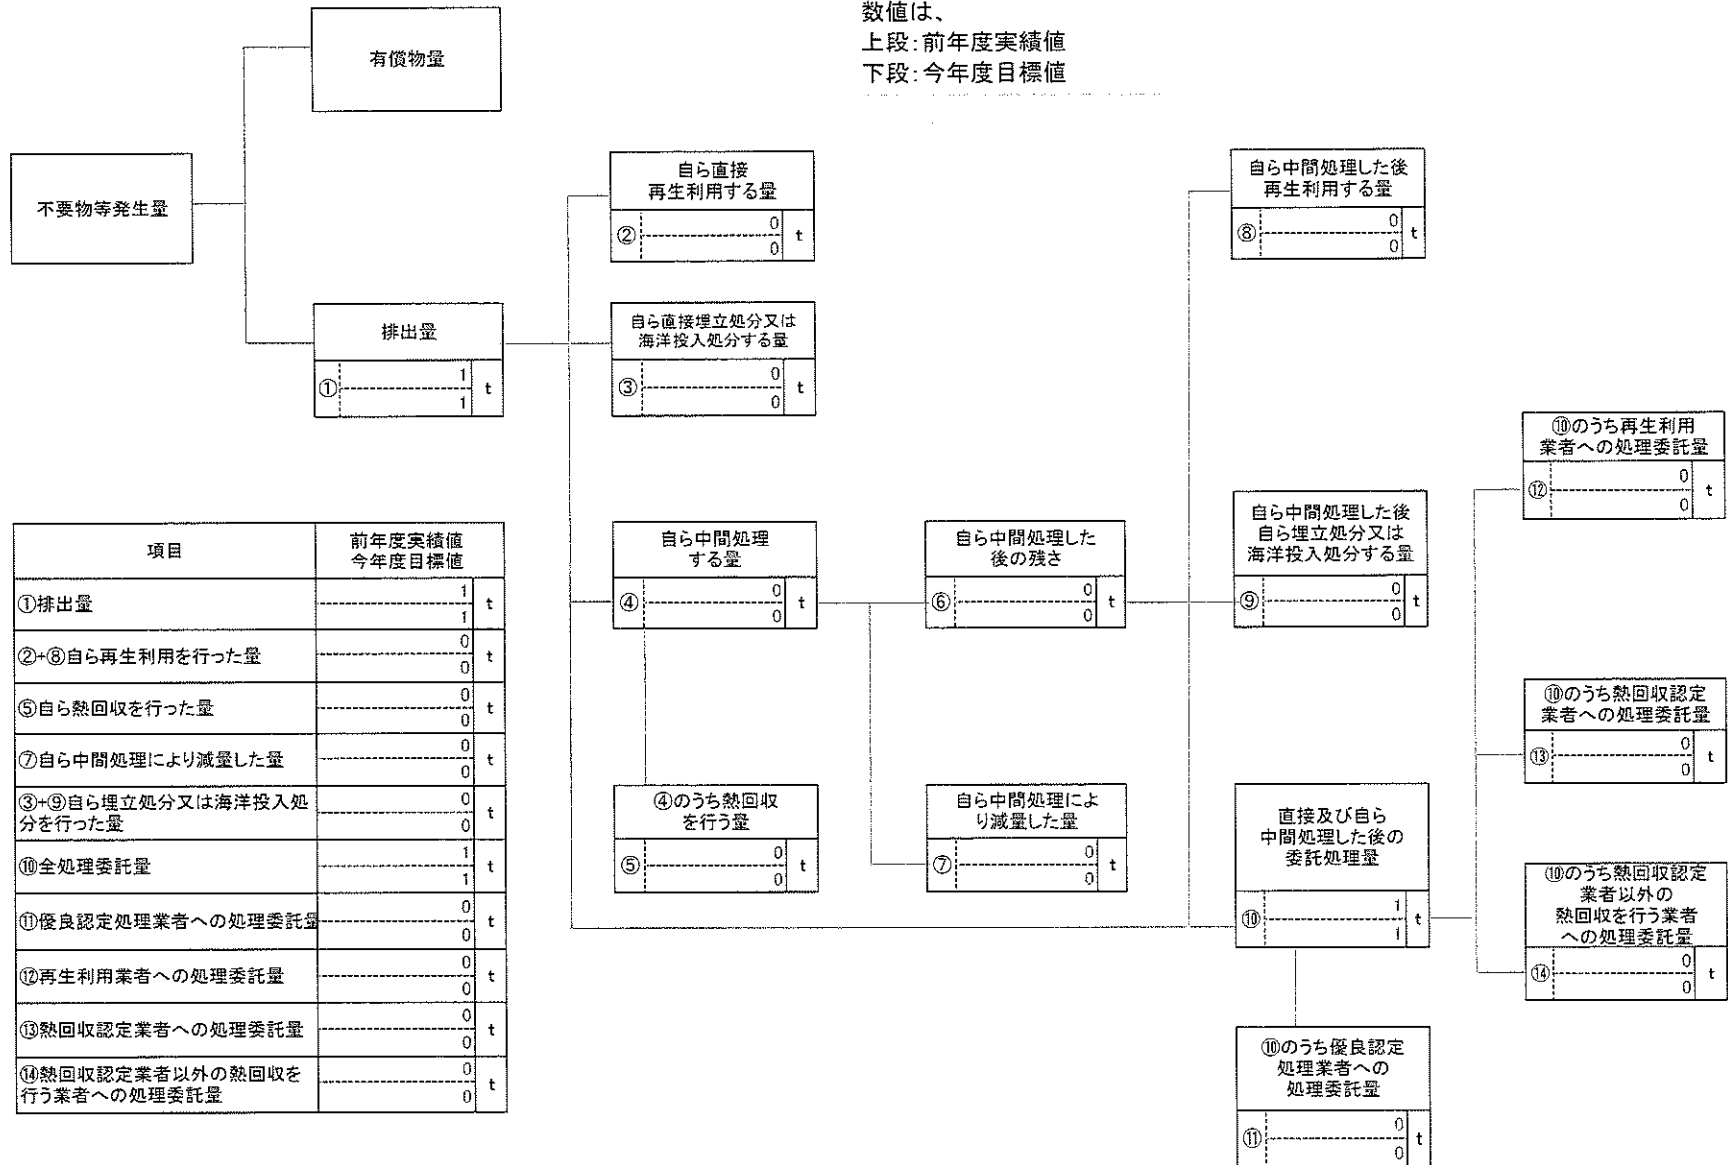 数値は、
上段:前年度実績値
下段:今年度目標値
有償物量
不要物等発生量
排出量
①
1
1
t
自ら直接
再生利用する量
②
0
0
t
自ら直接埋立処分又は
海洋投入処分する量
③
0
0
t
自ら中間処理
する量
④
0
0
t
④のうち熱回収
を行う量
⑤
0
0
t
自ら中間処理した
後の残さ
⑥
0
0
t
自ら中間処理によ
り減量した量
⑦
0
0
t
自ら中間処理した後
再生利用する量
⑧
0
0
t
自ら中間処理した後
自ら埋立処分又は
海洋投入処分する量
⑨
0
0
t
直接及び自ら
中間処理した後の
委託処理量
⑩
1
1
t
⑩のうち優良認定
処理業者への
処理委託量
⑪
0
0
t
⑩のうち再生利用
業者への処理委託量
⑫
0
0
t
⑩のうち熱回収認定
業者への処理委託量
⑬
0
0
t
⑩のうち熱回収認定
業者以外の
熱回収を行う業者
への処理委託量
⑭
0
0
t
項目
前年度実績値
今年度目標値
①排出量
1
1
t
②+⑧自ら再生利用を行った量
0
0
t
⑤自ら熱回収を行った量
0
0
t
⑦自ら中間処理により減量した量
0
0
t
③+⑨自ら埋立処分又は海洋投入処
分を行った量
0
0
t
⑩全処理委託量
1
1
t
⑪優良認定処理業者への処理委託量
0
0
t
⑫再生利用業者への処理委託量
0
0
t
⑬熱回収認定業者への処理委託量
0
0
t
⑭熱回収認定業者以外の熱回収を
行う業者への処理委託量
0
0
t